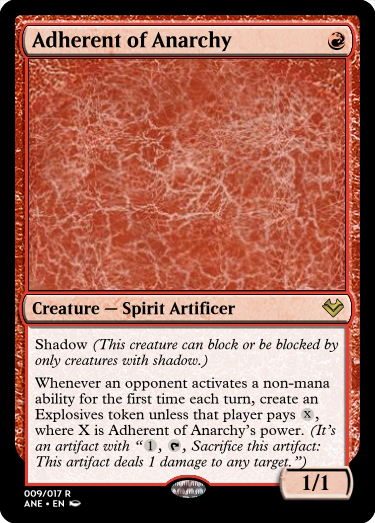 Adherent of Anarchy
Creature — Spirit Artificer
Shadow (This creature can block or be blocked by
only creatures with shadow.)
Whenever an opponent activates a non-mana
ability for the first time each turn, create an
Explosives token unless that player pays X,
where X is Adherent of Anarchy's power. (It's
an artifact with “1, , Sacrifice this artifact:
This artifact deals 1 damage to any target.”)
1/1
009/017 R
ANE • EN